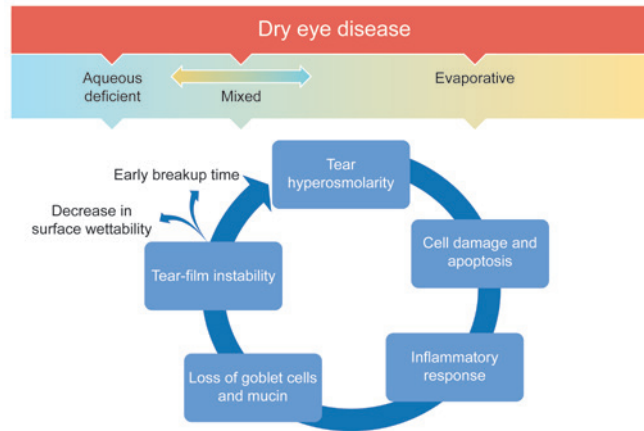 Dry eye disease
Aqueous
deficient
Mixed
Evaporative
Tear
hyperosmolarity
Early breakup time
Decrease in
surface wettability
Cell damage and
apoptosis
Tear-film instability
Inflammatory
response
Loss of goblet cells
and mucin